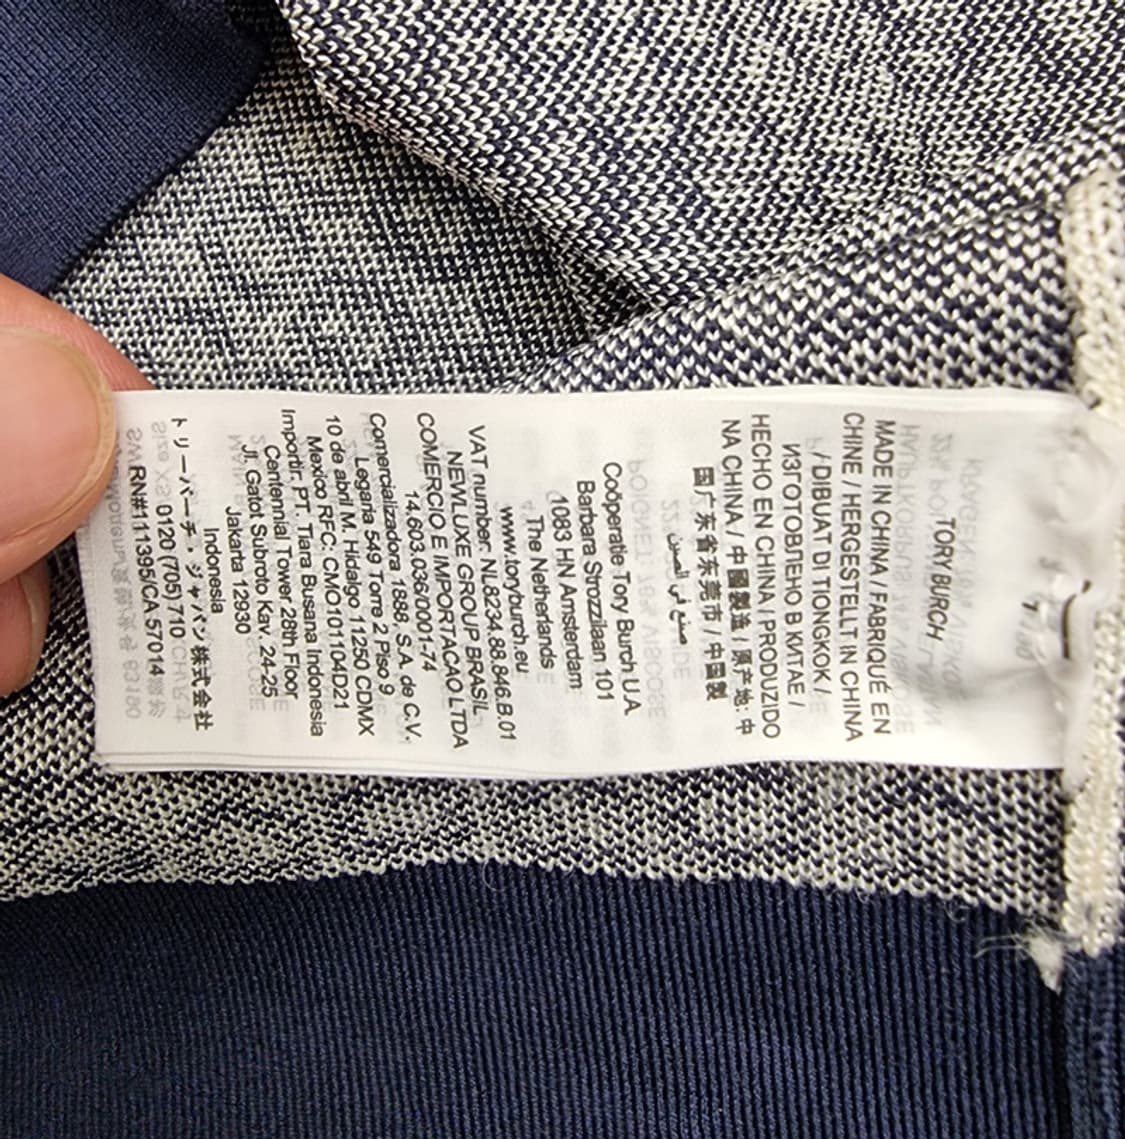 TORY BURCH
MADE IN CHINA / FABRIQUÉ EN
CHINE / HERGESTELLT IN CHINA
/ DIBUAT DI TIONGKOK /
ИЗГОТОВЛЕНО В КИТАЕ /
HECHO EN CHINA / PRODUZIDO
NA CHINA / 中國製造 / 原产地: 中
国广东省东莞市 / 中国製
صنع في الصين
Coöperatie Tory Burch U.A.
Barbara Strozzilaan 101
1083 HN Amsterdam
The Netherlands
www.toryburch.eu
VAT number. NL8234.88.846.B.01
NEWLUXE GROUP BRASIL
COMERCIO E IMPORTACAO LTDA
14.603.036/0001-74
Comercializadora 1888, S.A. de C.V.
Legaria 549 Torre 2 Piso 9
10 de abril M. Hidalgo 11250 CDMX
Mexico RFC: CMO101104D21
Importir. PT. Tiara Busana Indonesia
Centennial Tower 28th Floor
Jl. Gatot Subroto Kav. 24-25
Jakarta 12930
Indonesia
トリーバーチ・ジャパン株式会社
0120 (705) 710
RN#111395/CA 57014